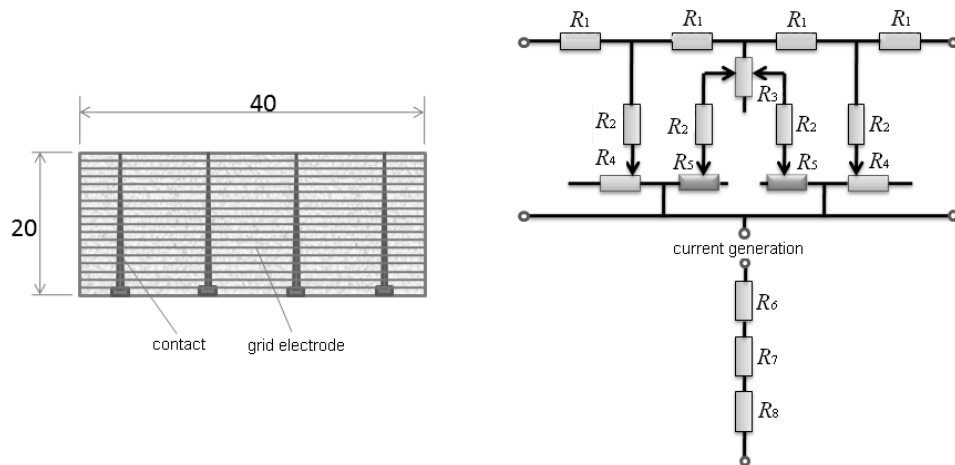 40
20
contact
grid electrode
R1 R1 R1 R1
R3
R2 R2 R2 R2
R4 R5 R5 R4
current generation
R6
R7
R8